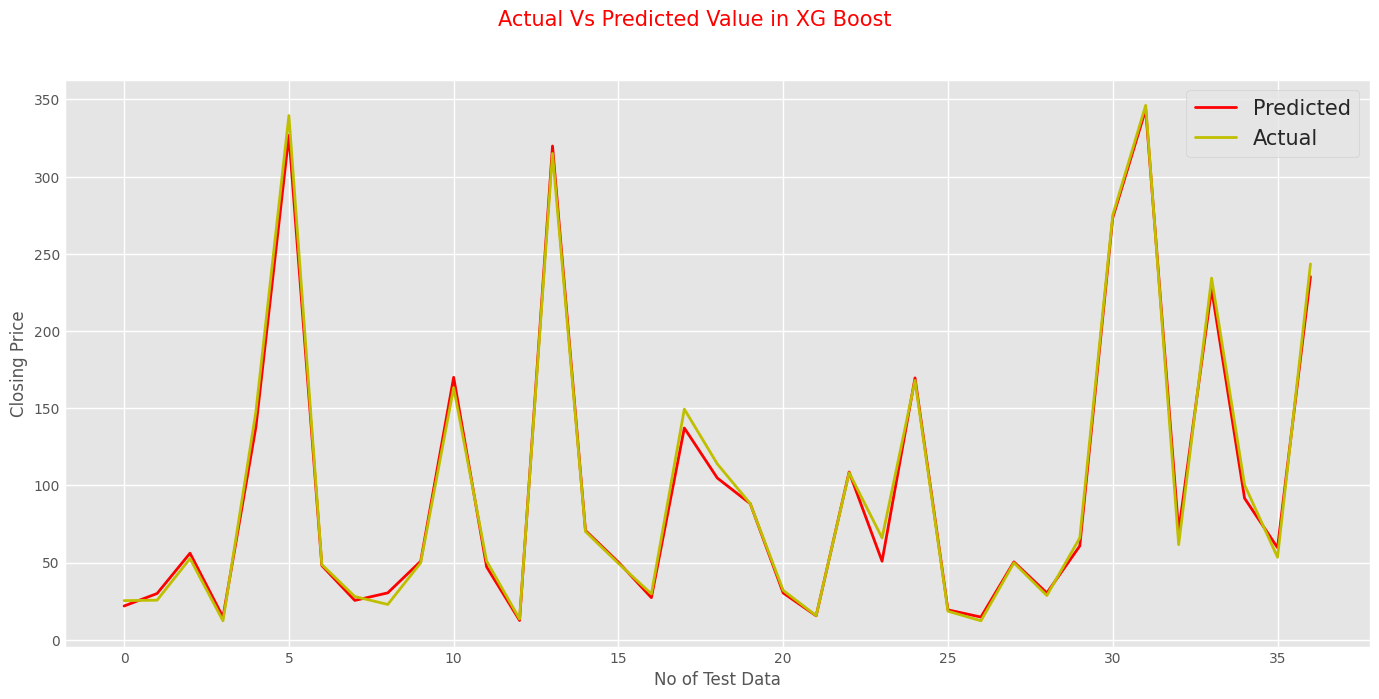 Actual Vs Predicted Value in XG Boost
Predicted
Actual
Closing Price
350
300
250
200
150
100
50
0
0 5 10 15 20 25 30 35
No of Test Data